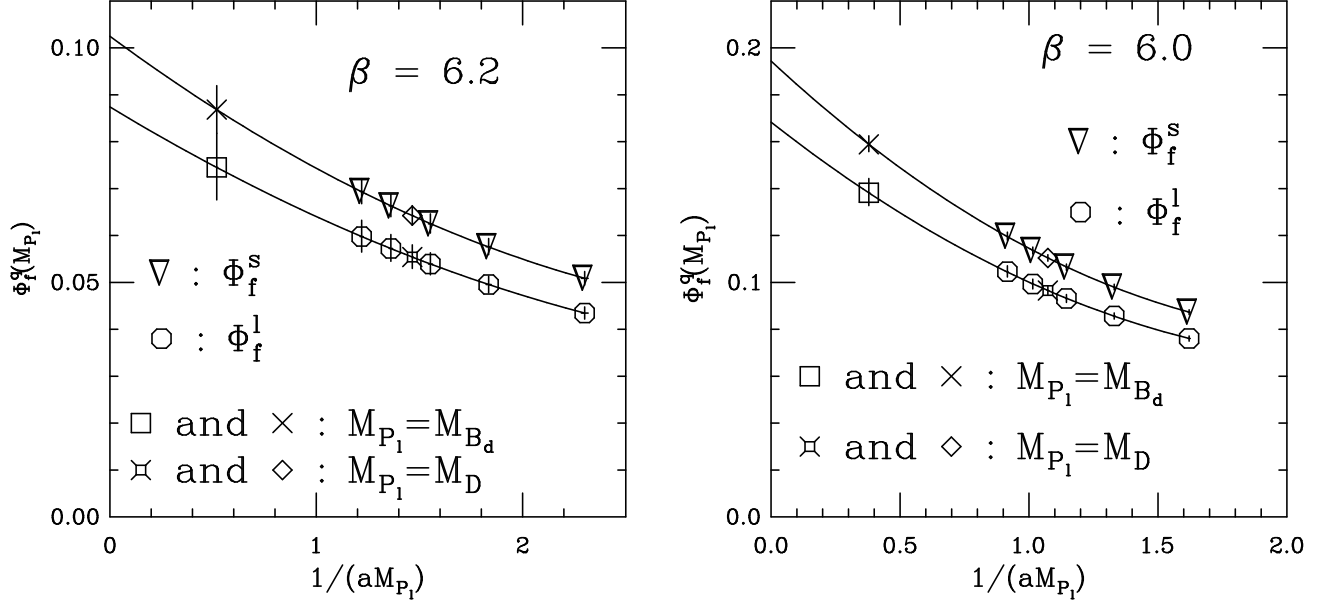 β = 6.2
0.10
0.05
0.00
Φ_f^q(M_{P_l})
▽ : Φ_f^s
○ : Φ_f^l
□ and × : M_{P_l}=M_{B_d}
¤ and ◇ : M_{P_l}=M_D
0 1 2
1/(aM_{P_l})
β = 6.0
0.2
0.1
0.0
Φ_f^q(M_{P_l})
▽ : Φ_f^s
○ : Φ_f^l
□ and × : M_{P_l}=M_{B_d}
¤ and ◇ : M_{P_l}=M_D
0.0 0.5 1.0 1.5 2.0
1/(aM_{P_l})